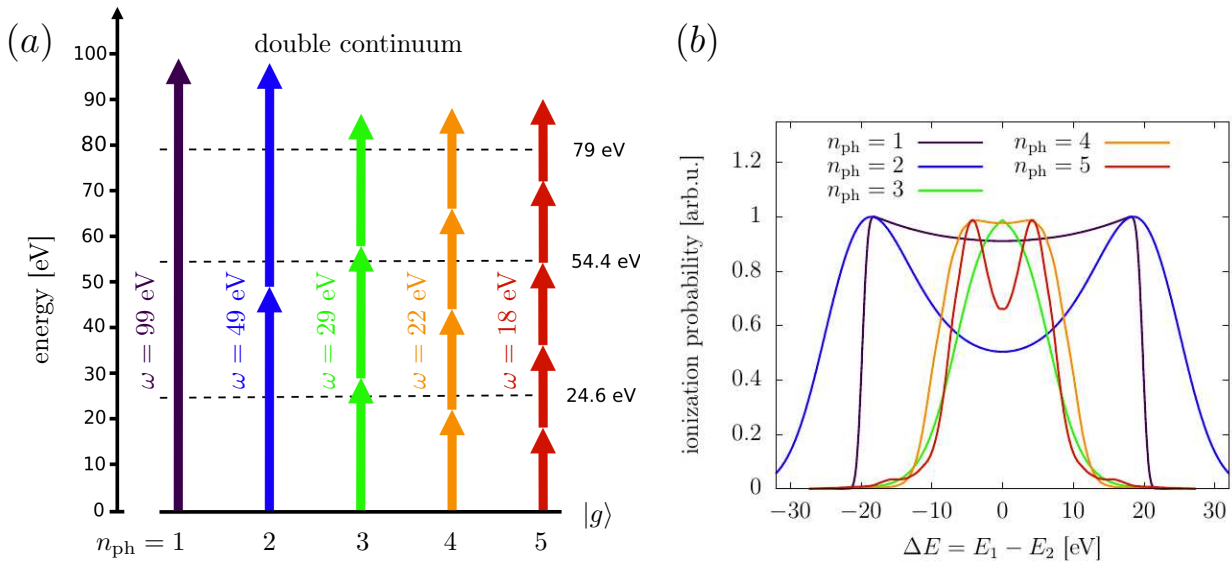 (a)
double continuum
energy [eV]
100
90
80
70
60
50
40
30
20
10
0
79 eV
54.4 eV
24.6 eV
ω = 99 eV
ω = 49 eV
ω = 29 eV
ω = 22 eV
ω = 18 eV
|g⟩
n_ph = 1 2 3 4 5
(b)
ionization probability [arb.u.]
1.2
1
0.8
0.6
0.4
0.2
0
n_ph = 1
n_ph = 2
n_ph = 3
n_ph = 4
n_ph = 5
−30 −20 −10 0 10 20 30
ΔE = E₁ − E₂ [eV]